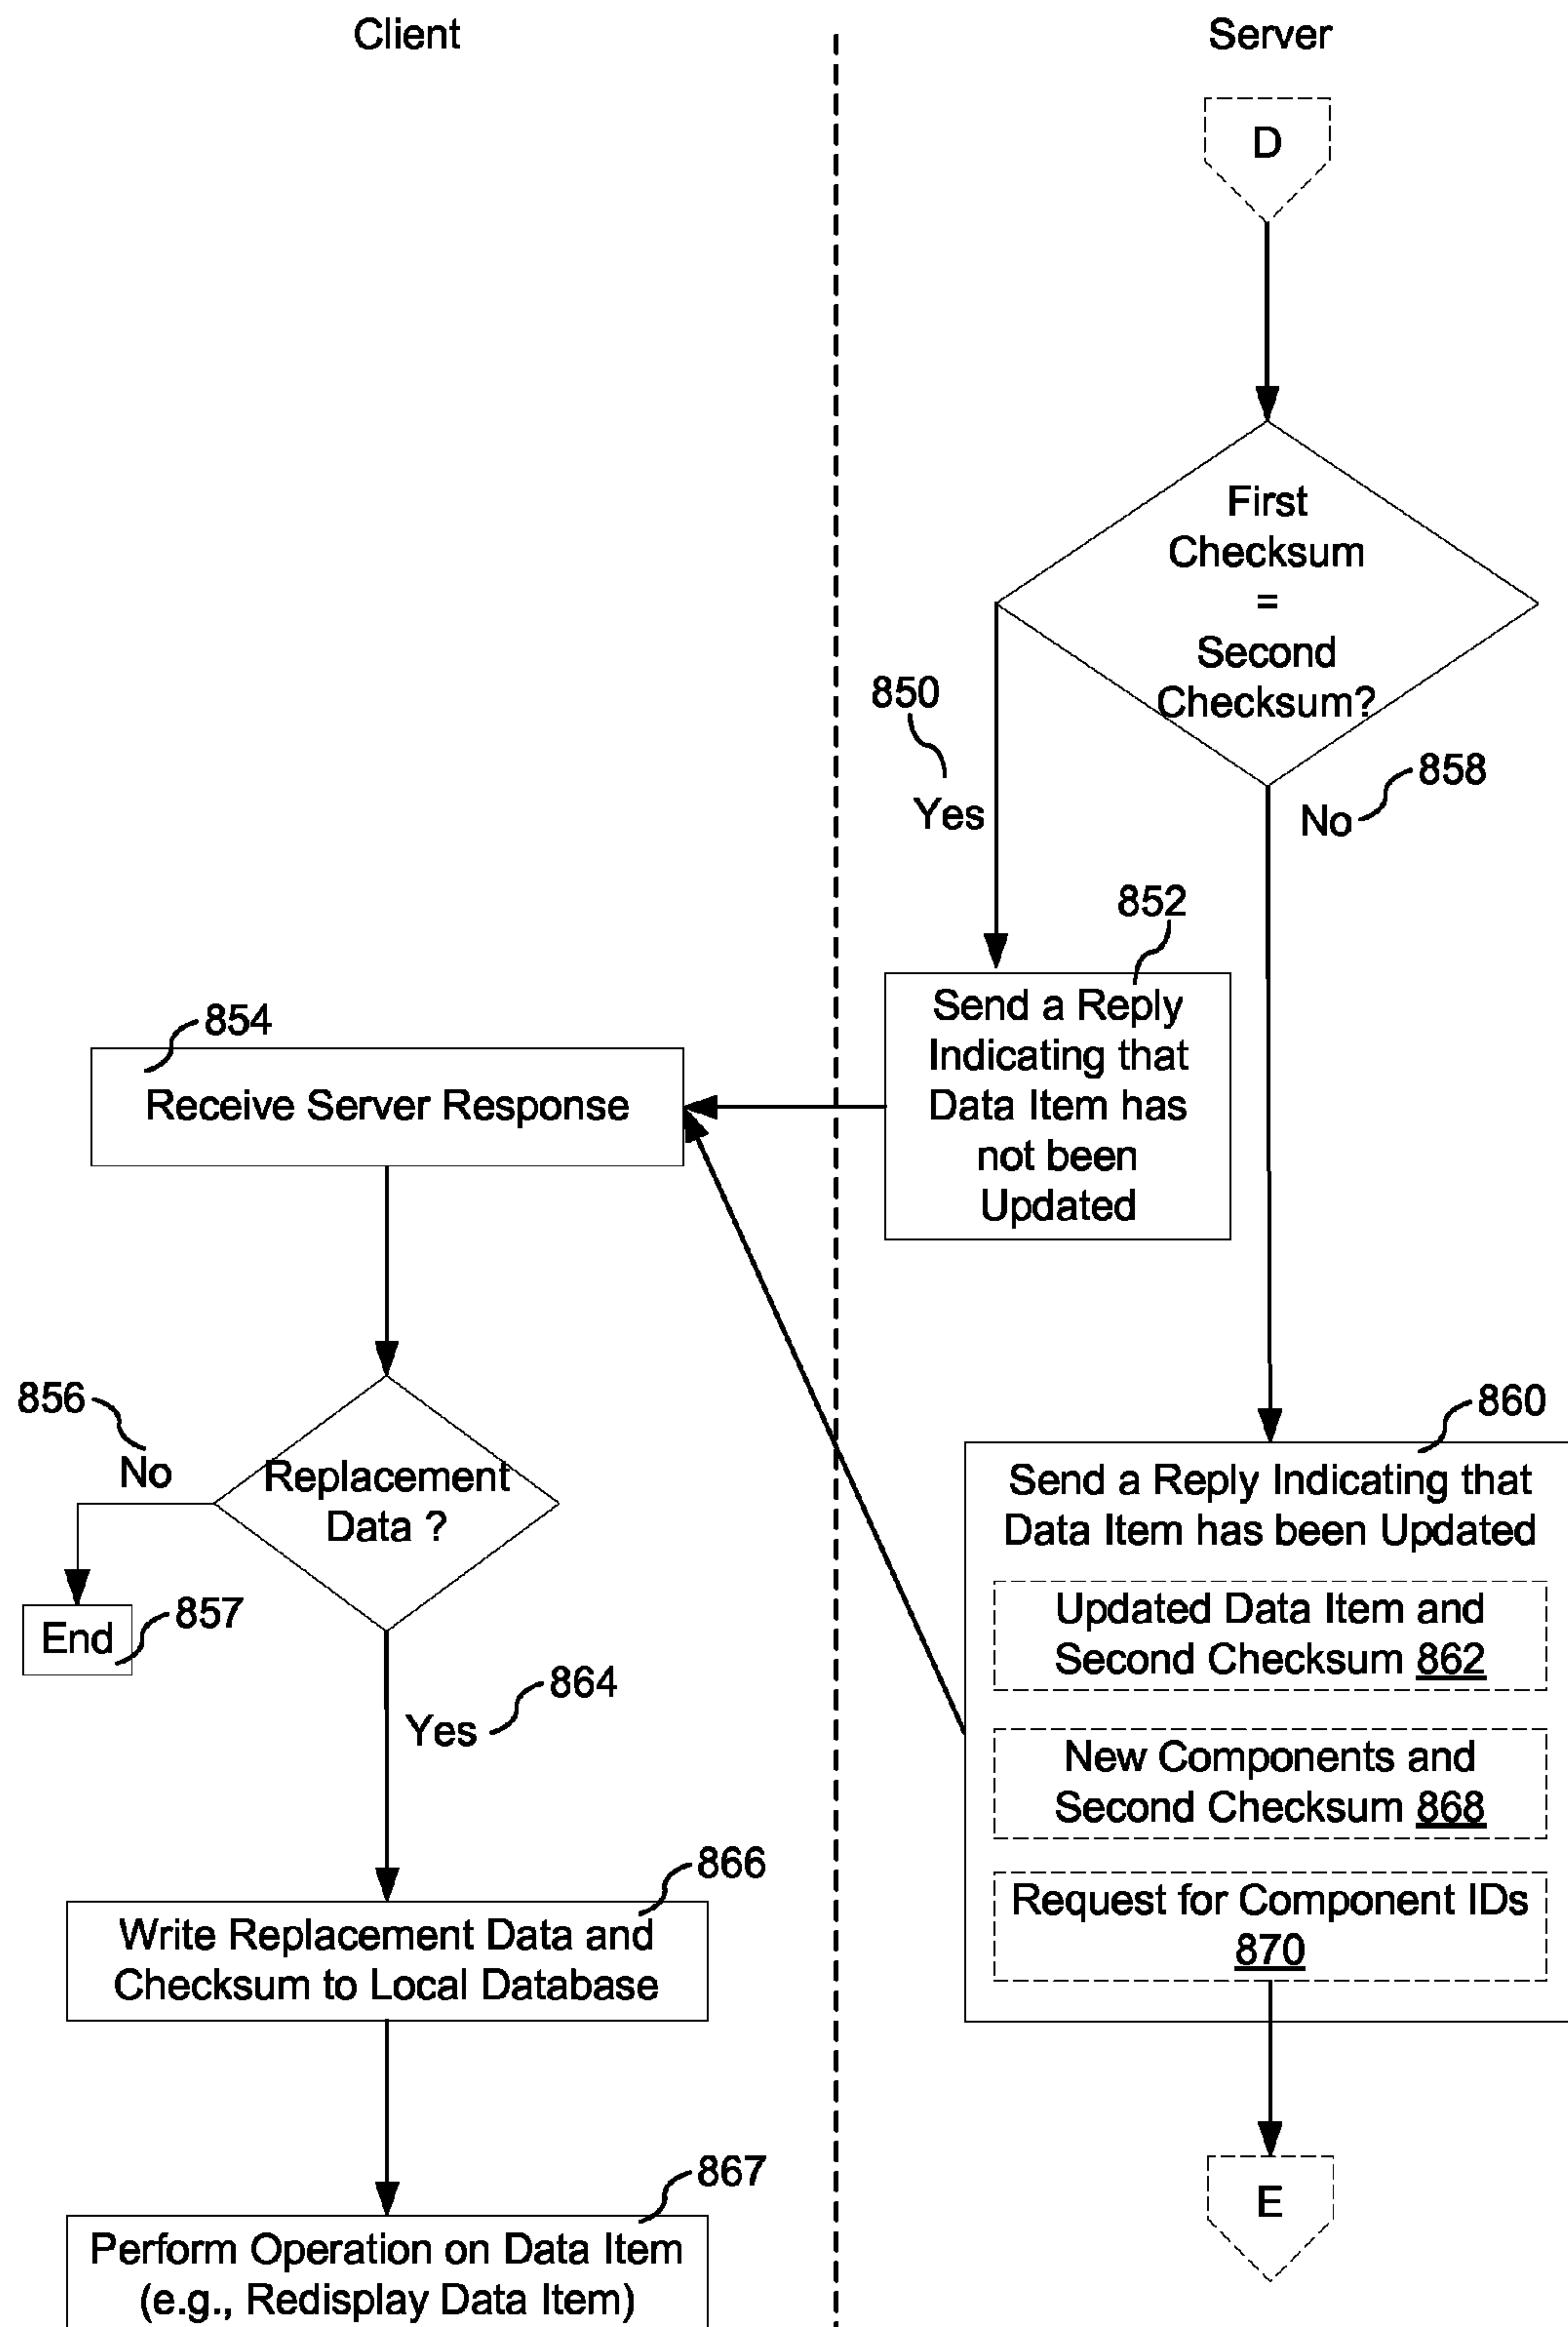 Client
Server
D
First
Checksum
=
Second
Checksum?
850
Yes
858
No
852
Send a Reply
Indicating that
Data Item has
not been
Updated
854
Receive Server Response
856
No
Replacement
Data ?
End
857
864
Yes
860
Send a Reply Indicating that
Data Item has been Updated
Updated Data Item and
Second Checksum 862
New Components and
Second Checksum 868
Request for Component IDs
870
866
Write Replacement Data and
Checksum to Local Database
867
Perform Operation on Data Item
(e.g., Redisplay Data Item)
E